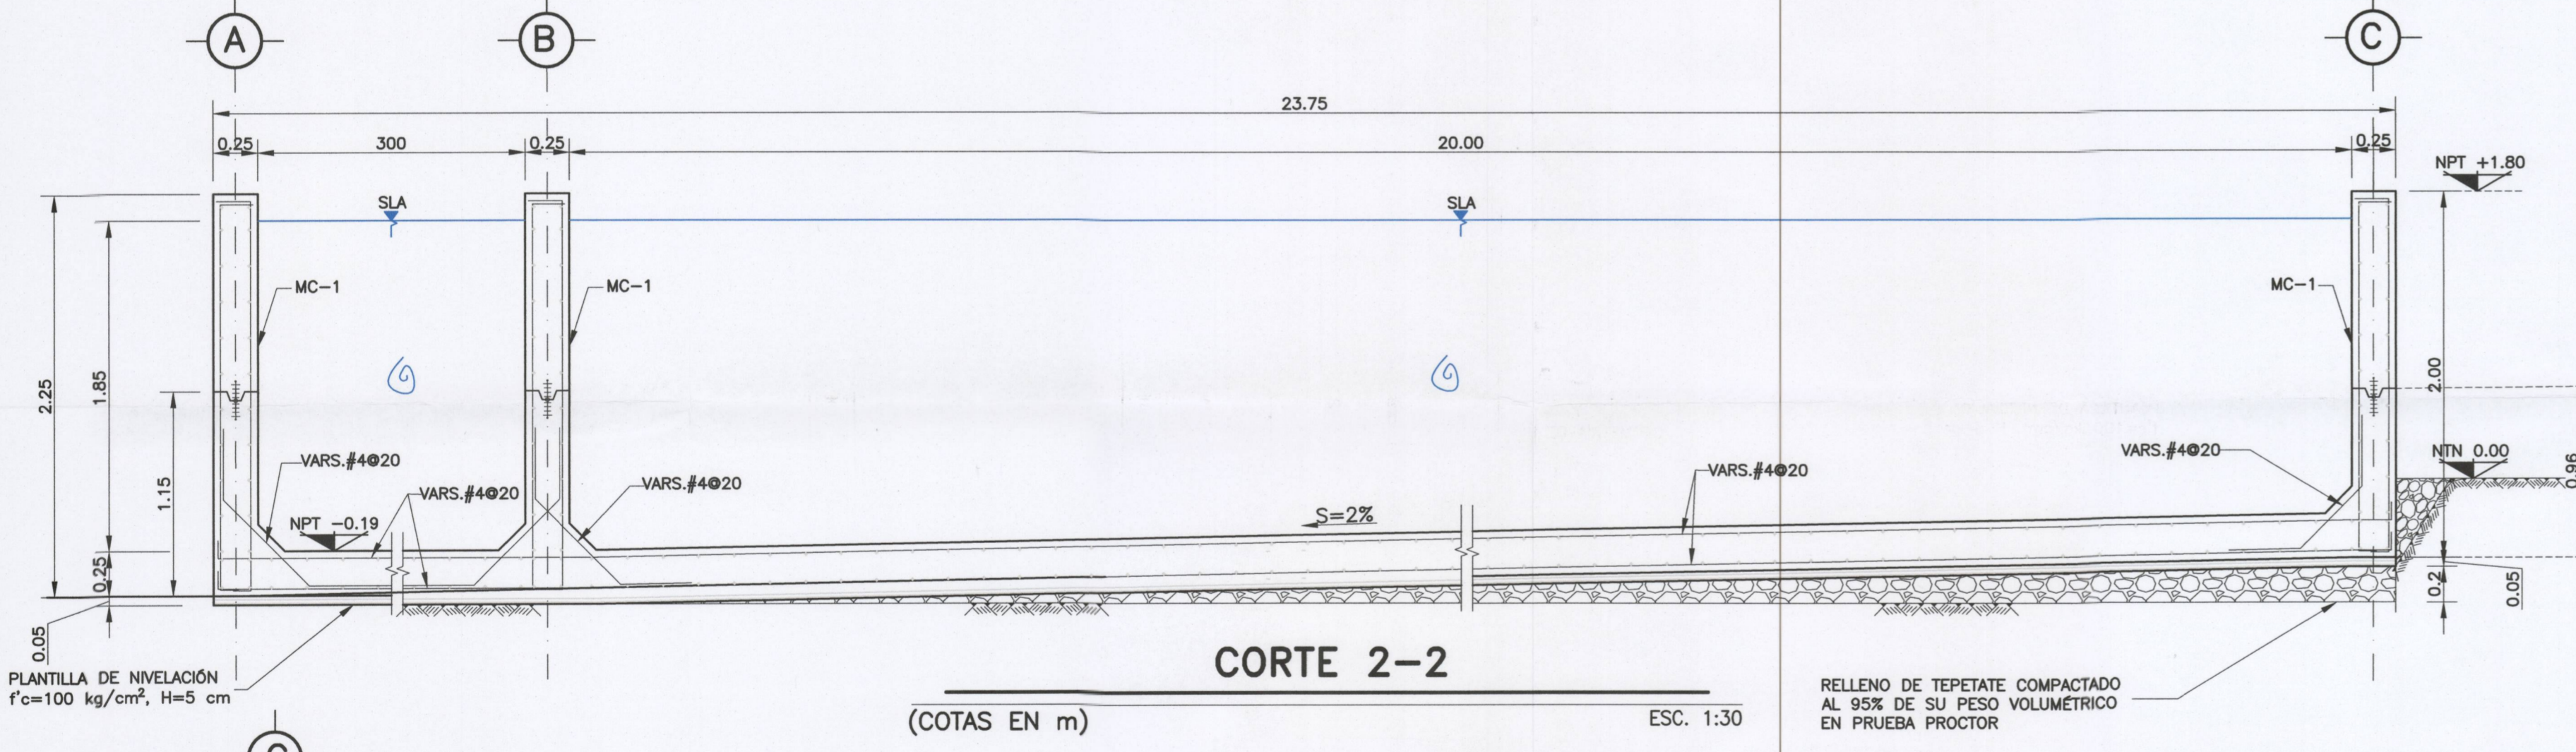 A
B
C
23.75
0.25
300
0.25
20.00
0.25
NPT +1.80
SLA
SLA
MC-1
MC-1
MC-1
2.25
1.85
1.15
0.25
0.05
2.00
VARS.#4@20
VARS.#4@20
VARS.#4@20
VARS.#4@20
VARS.#4@20
NTN 0.00
0.96
NPT -0.19
S=2%
0.2
0.05
PLANTILLA DE NIVELACIÓN
f'c=100 kg/cm², H=5 cm
CORTE 2-2
(COTAS EN m)
ESC. 1:30
RELLENO DE TEPETATE COMPACTADO
AL 95% DE SU PESO VOLUMÉTRICO
EN PRUEBA PROCTOR